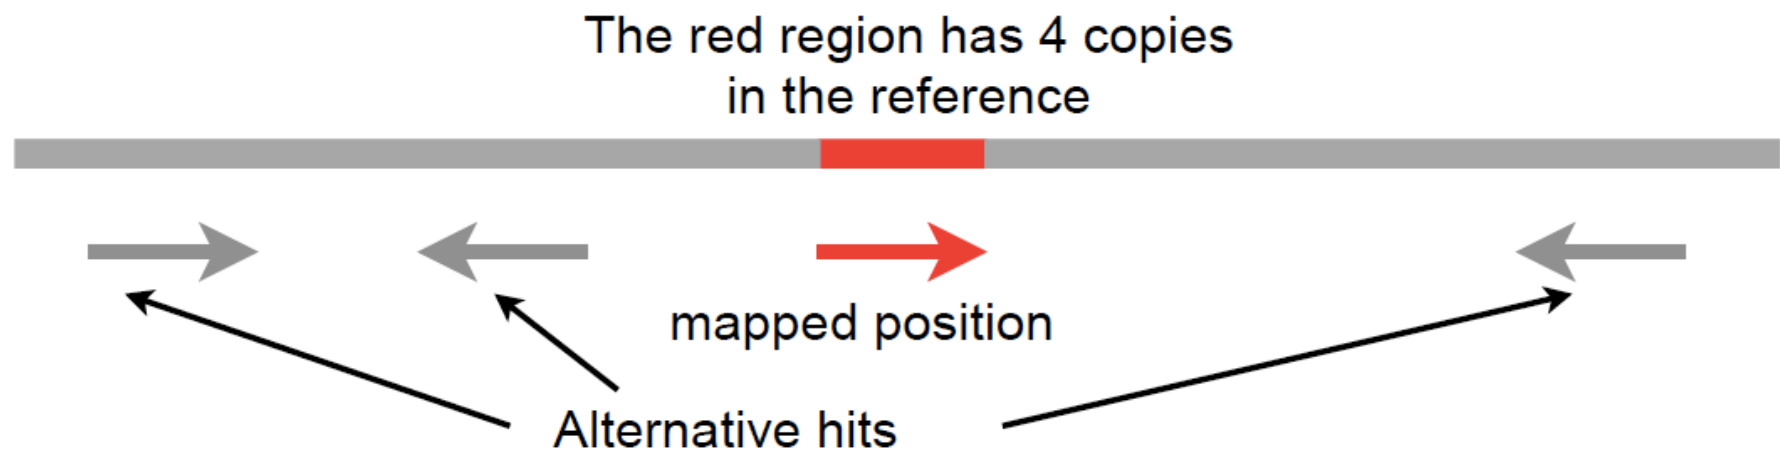 The red region has 4 copies
in the reference
mapped position
Alternative hits